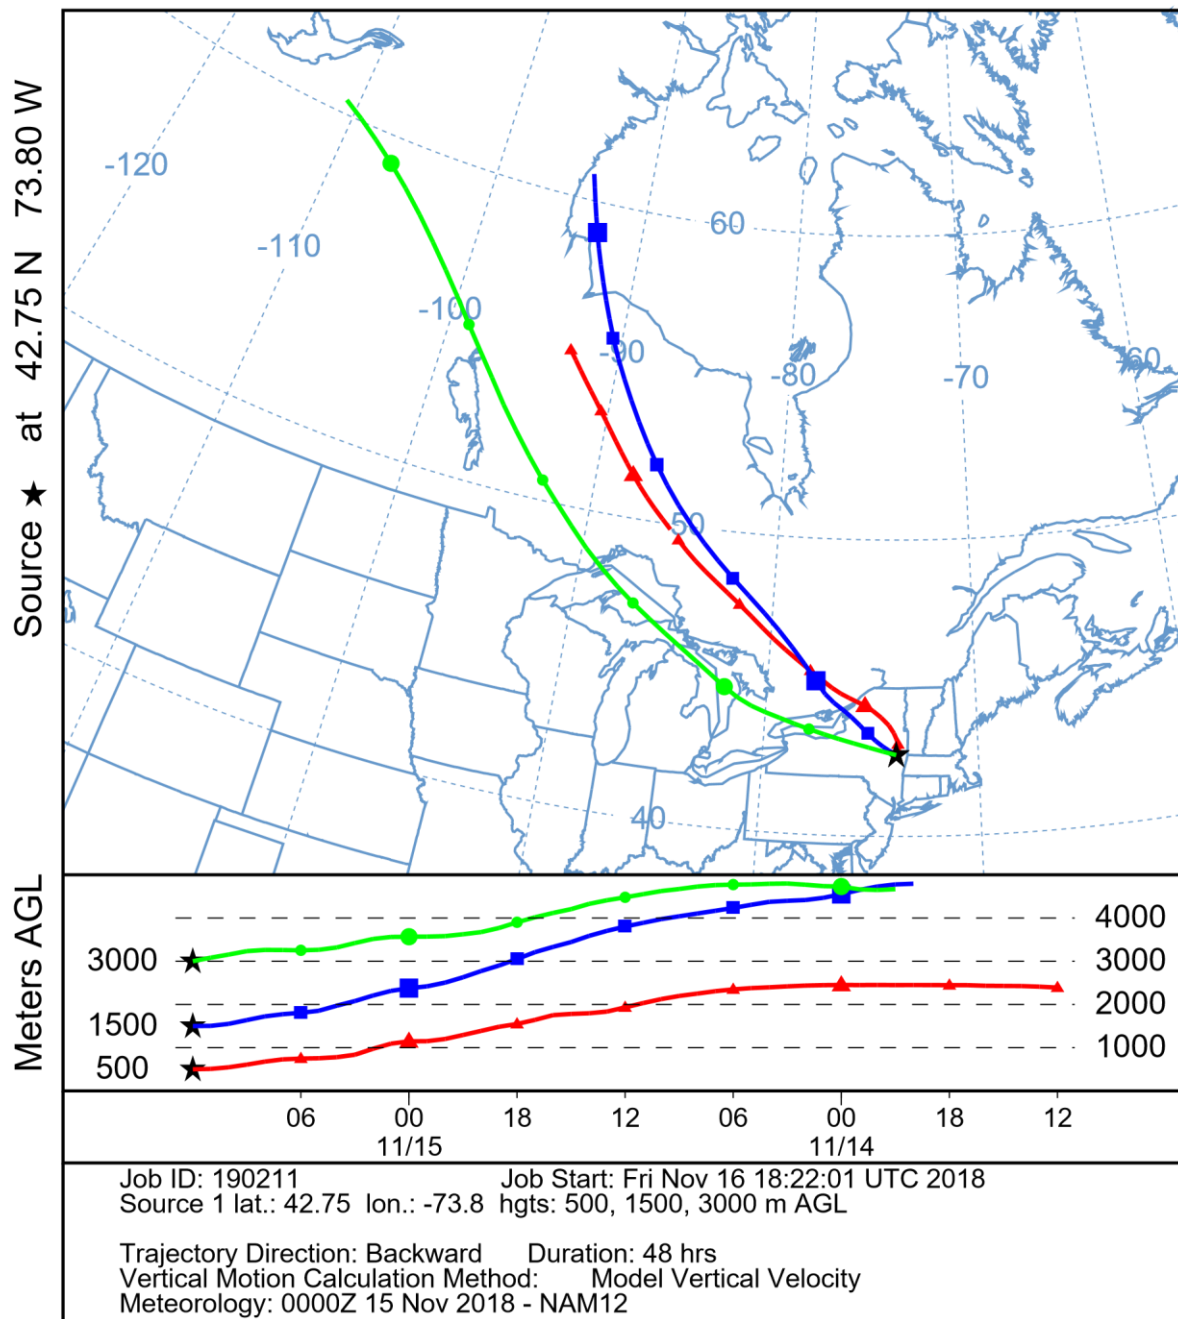 Source ★ at 42.75 N 73.80 W
-120
-110
-100
-90
-80
-70
-60
60
50
40
Meters AGL
3000
1500
500
4000
3000
2000
1000
06 00 18 12 06 00 18 12
11/15 11/14
Job ID: 190211 Job Start: Fri Nov 16 18:22:01 UTC 2018
Source 1 lat.: 42.75 lon.: -73.8 hgts: 500, 1500, 3000 m AGL
Trajectory Direction: Backward Duration: 48 hrs
Vertical Motion Calculation Method: Model Vertical Velocity
Meteorology: 0000Z 15 Nov 2018 - NAM12